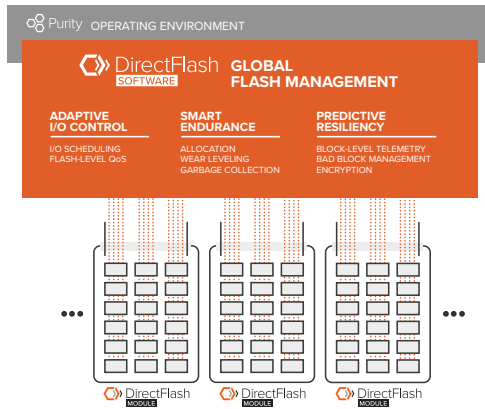 Purity OPERATING ENVIRONMENT
DirectFlash
SOFTWARE
GLOBAL
FLASH MANAGEMENT
ADAPTIVE
I/O CONTROL
I/O SCHEDULING
FLASH-LEVEL QoS
SMART
ENDURANCE
ALLOCATION
WEAR LEVELING
GARBAGE COLLECTION
PREDICTIVE
RESILIENCY
BLOCK-LEVEL TELEMETRY
BAD BLOCK MANAGEMENT
ENCRYPTION
DirectFlash
MODULE
DirectFlash
MODULE
DirectFlash
MODULE